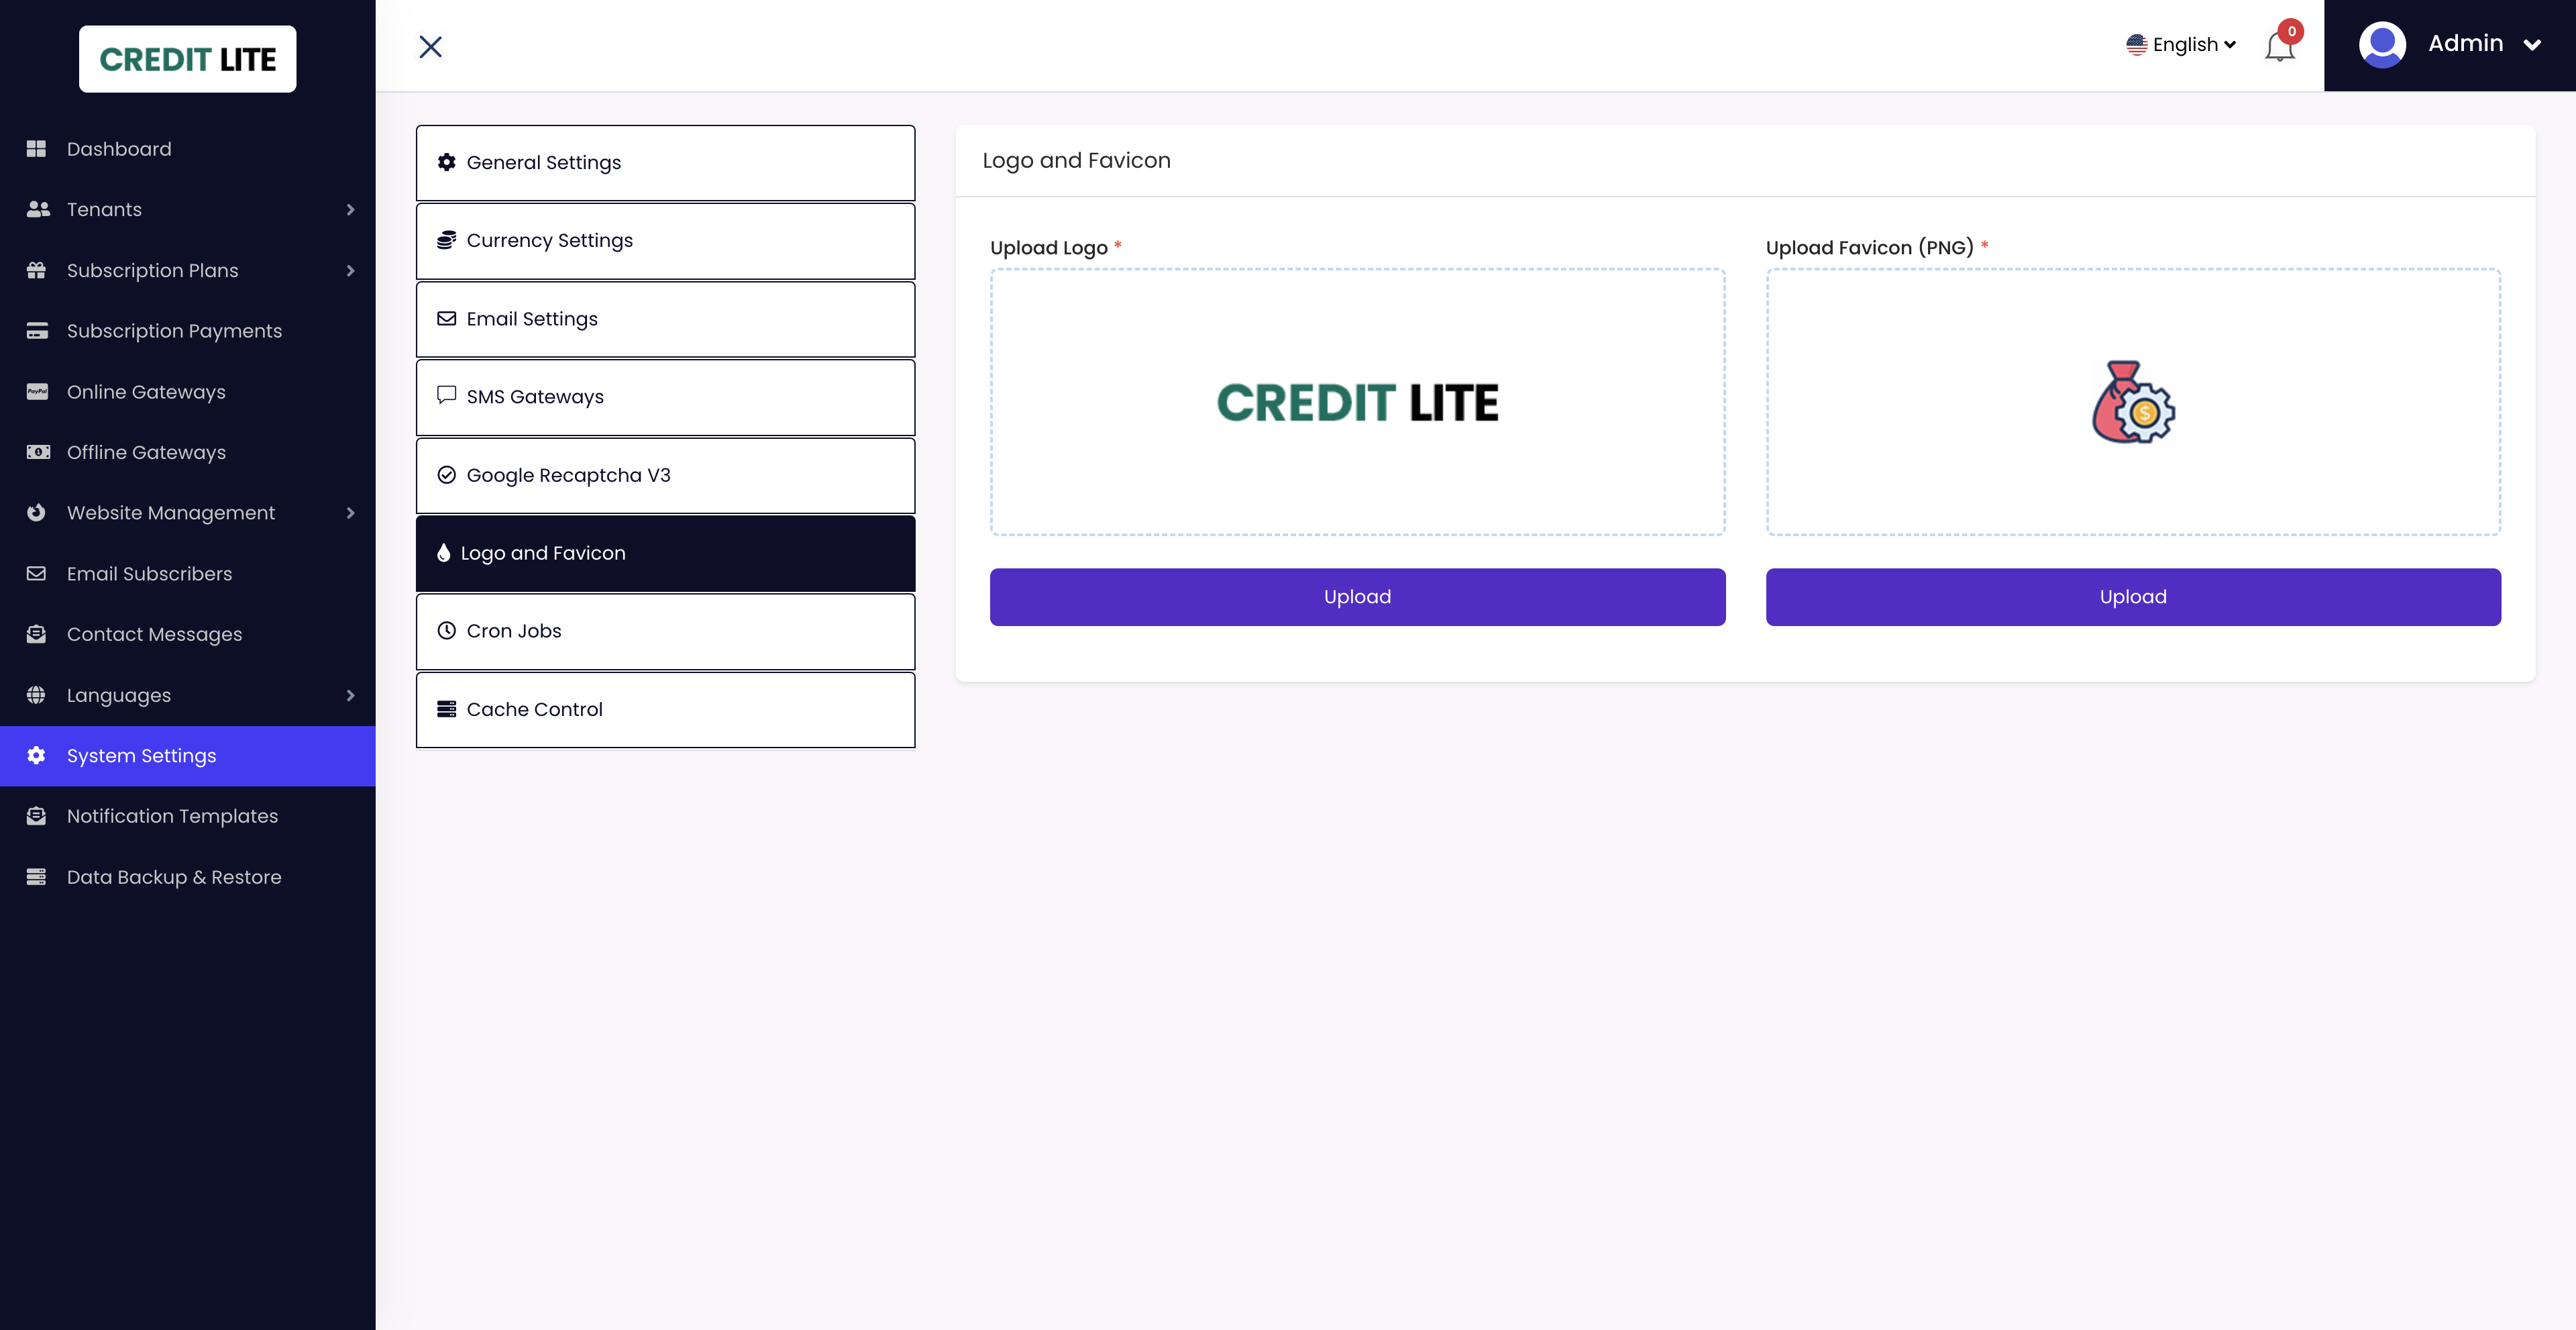 CREDIT LITE
Dashboard
Tenants
Subscription Plans
Subscription Payments
PayPal Online Gateways
Offline Gateways
Website Management
Email Subscribers
Contact Messages
Languages
System Settings
Notification Templates
Data Backup & Restore
English
0
Admin
General Settings
Currency Settings
Email Settings
SMS Gateways
Google Recaptcha V3
Logo and Favicon
Cron Jobs
Cache Control
Logo and Favicon
Upload Logo *
CREDIT LITE
Upload
Upload Favicon (PNG) *
$
Upload